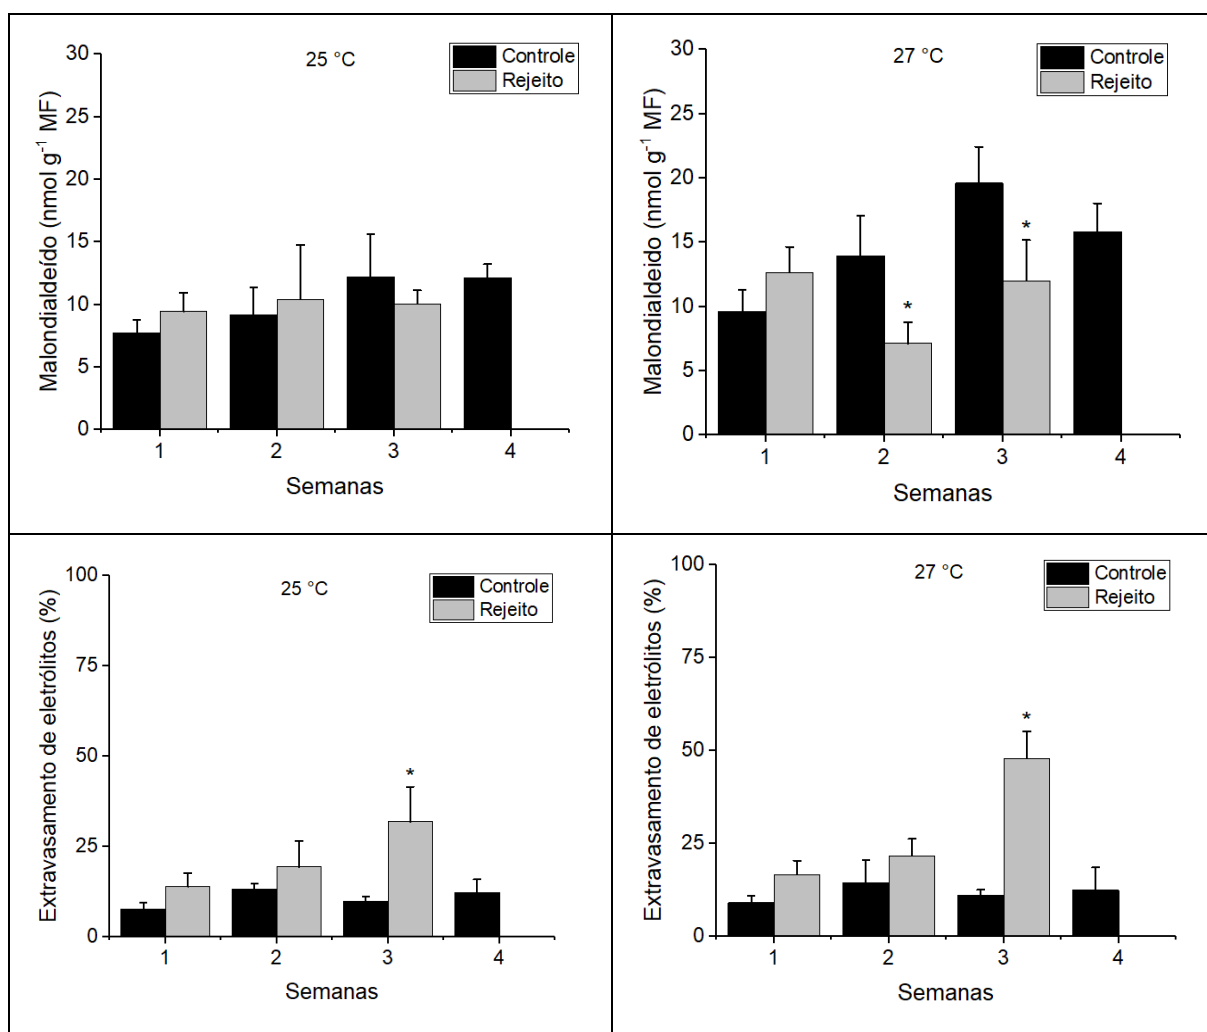 25 °C
Controle
Rejeito
30
25
20
15
10
5
0
Malondialdeído (nmol g⁻¹ MF)
1 2 3 4
Semanas
27 °C
Controle
Rejeito
30
25
20
15
10
5
0
Malondialdeído (nmol g⁻¹ MF)
*
*
1 2 3 4
Semanas
25 °C
Controle
Rejeito
100
75
50
25
0
Extravasamento de eletrólitos (%)
*
1 2 3 4
Semanas
27 °C
Controle
Rejeito
100
75
50
25
0
Extravasamento de eletrólitos (%)
*
1 2 3 4
Semanas